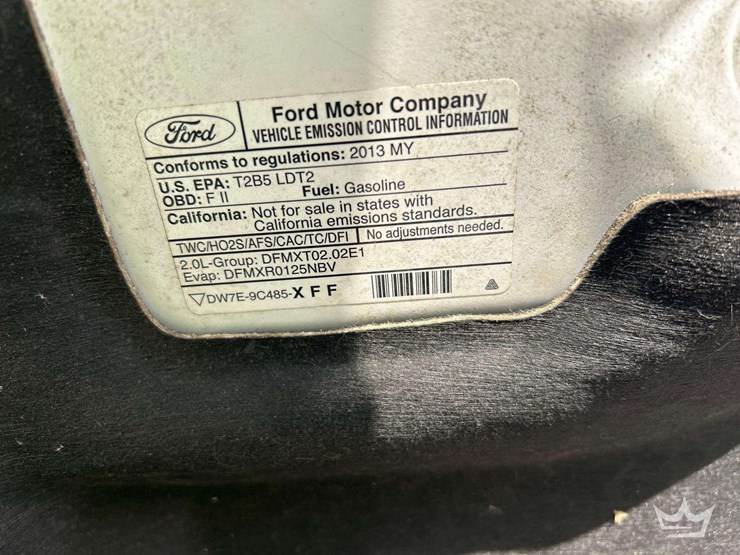 Ford
Ford Motor Company
VEHICLE EMISSION CONTROL INFORMATION
Conforms to regulations: 2013 MY
U.S. EPA: T2B5 LDT2
OBD: F II Fuel: Gasoline
California: Not for sale in states with
California emissions standards.
TWC/HO2S/AFS/CAC/TC/DFI No adjustments needed.
2.0L-Group: DFMXT02.02E1
Evap: DFMXR0125NBV
DW7E-9C485-X F F